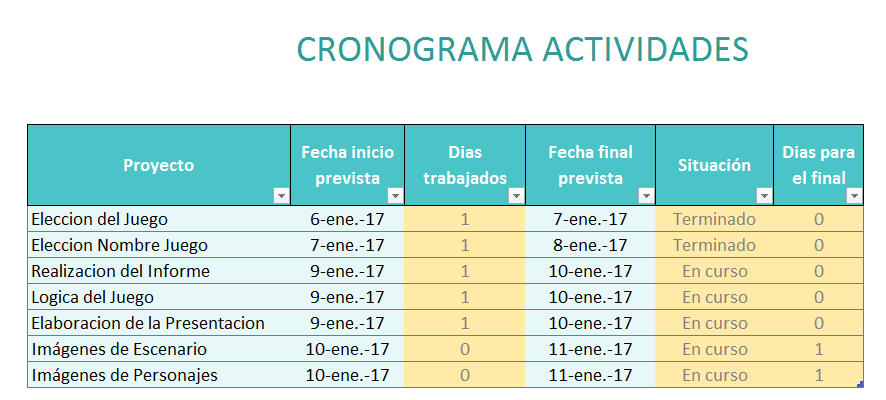 CRONOGRAMA ACTIVIDADES
Proyecto Fecha inicio prevista Dias trabajados Fecha final prevista Situación Dias para el final
Eleccion del Juego 6-ene.-17 1 7-ene.-17 Terminado 0
Eleccion Nombre Juego 7-ene.-17 1 8-ene.-17 Terminado 0
Realizacion del Informe 9-ene.-17 1 10-ene.-17 En curso 0
Logica del Juego 9-ene.-17 1 10-ene.-17 En curso 0
Elaboracion de la Presentacion 9-ene.-17 1 10-ene.-17 En curso 0
Imágenes de Escenario 10-ene.-17 0 11-ene.-17 En curso 1
Imágenes de Personajes 10-ene.-17 0 11-ene.-17 En curso 1